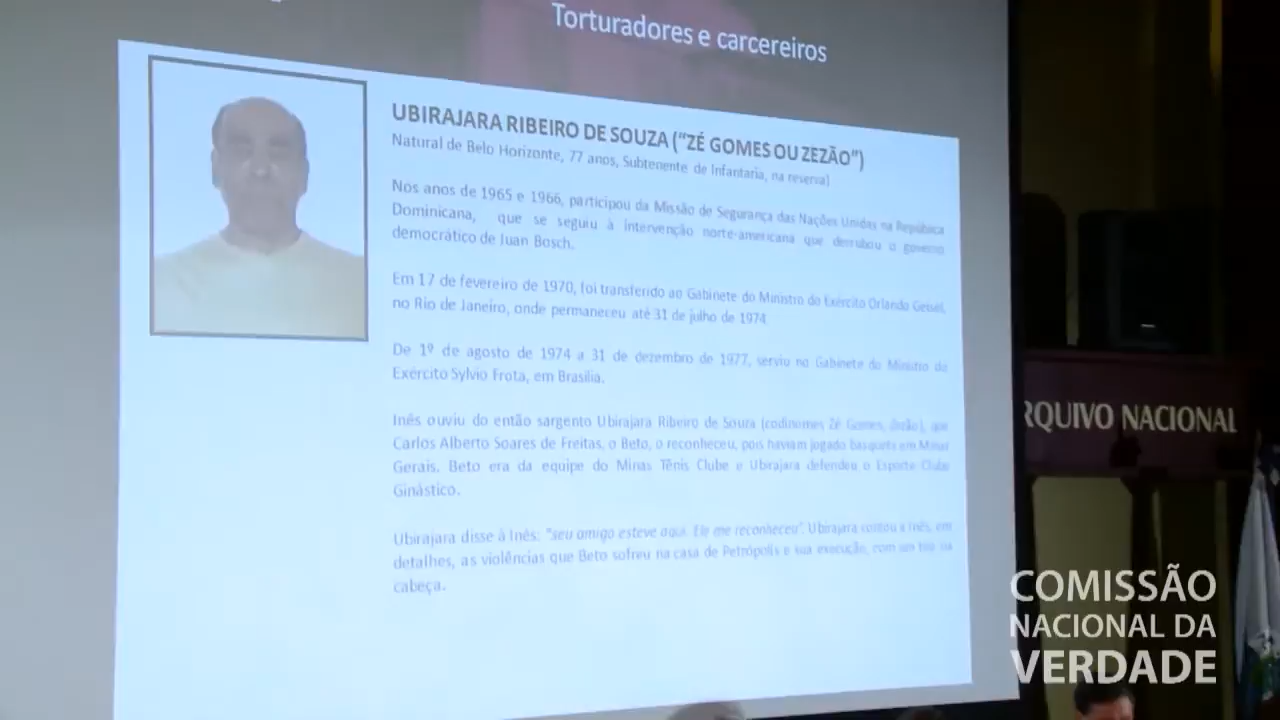 Torturadores e carcereiros
UBIRAJARA RIBEIRO DE SOUZA ("ZÉ GOMES OU ZEZÃO")
Natural de Belo Horizonte, 77 anos, Subtenente de Infantaria, na reserva)
Nos anos de 1965 e 1966, participou da Missão de Segurança das Nações Unidas na República
Dominicana, que se seguiu à intervenção norte-americana que derrubou o governo
democrático de Juan Bosch.
Em 17 de fevereiro de 1970, foi transferido ao Gabinete do Ministro do Exército Orlando Geisel,
no Rio de Janeiro, onde permaneceu até 31 de julho de 1974
De 1º de agosto de 1974 a 31 de dezembro de 1977, serviu no Gabinete do Ministro do
Exército Sylvio Frota, em Brasília.
Inês ouviu do então sargento Ubirajara Ribeiro de Souza (codinomes Zé Gomes, Zezão), que
Carlos Alberto Soares de Freitas, o Beto, o reconheceu, pois haviam jogado basquete em Minas
Gerais. Beto era da equipe do Minas Tênis Clube e Ubirajara defendeu o Esporte Clube
Ginástico.
Ubirajara disse à Inês: "seu amigo esteve aqui. Ele me reconheceu". Ubirajara contou a Inês, em
detalhes, as violências que Beto sofreu na casa de Petrópolis e sua execução, com um tiro na
cabeça.
RQUIVO NACIONAL
COMISSÃO
NACIONAL DA
VERDADE